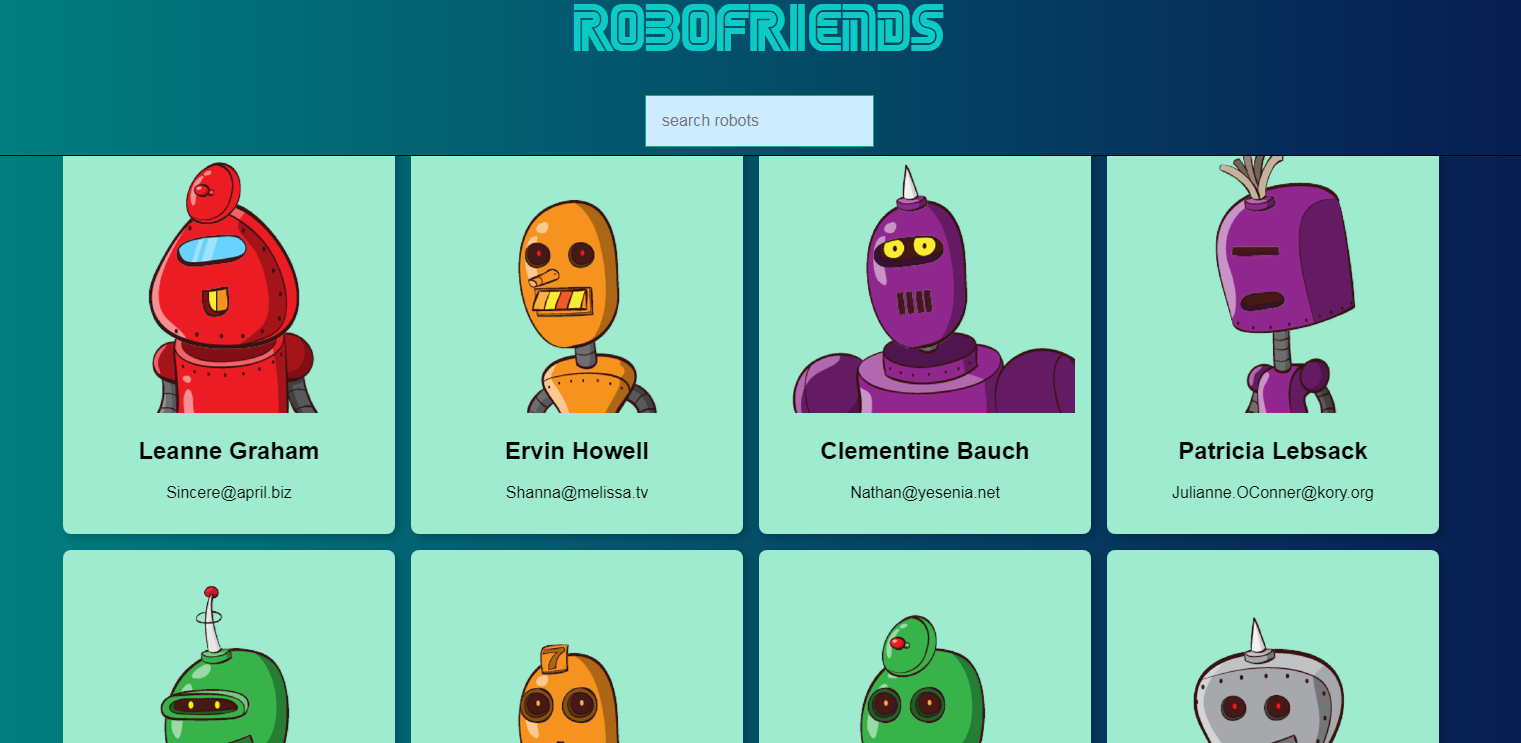 ROBOFRIENDS
search robots
Leanne Graham
Ervin Howell
Clementine Bauch
Patricia Lebsack
Sincere@april.biz
Shanna@melissa.tv
Nathan@yesenia.net
Julianne.OConner@kory.org
7